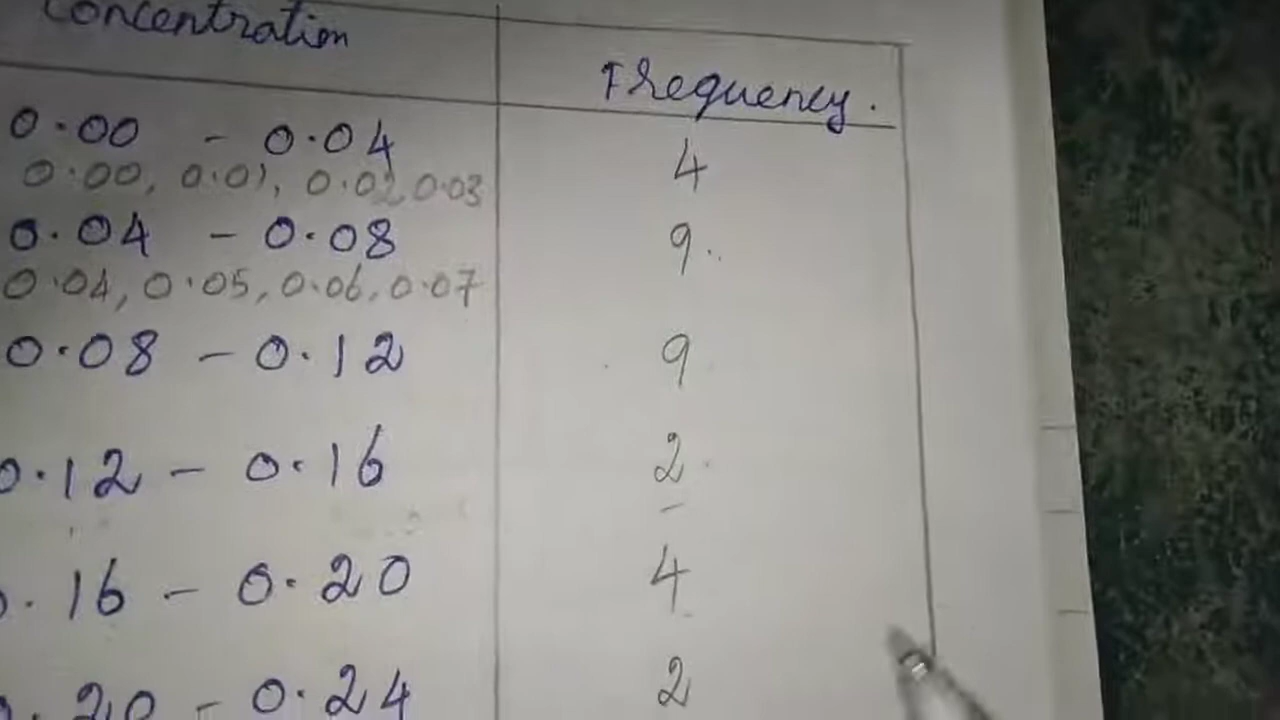 Concentration
Frequency.
0.00 - 0.04 4
0.00, 0.01, 0.02, 0.03
0.04 - 0.08 9
0.04, 0.05, 0.06, 0.07
0.08 - 0.12 9
0.12 - 0.16 2
0.16 - 0.20 4
0.20 - 0.24 2